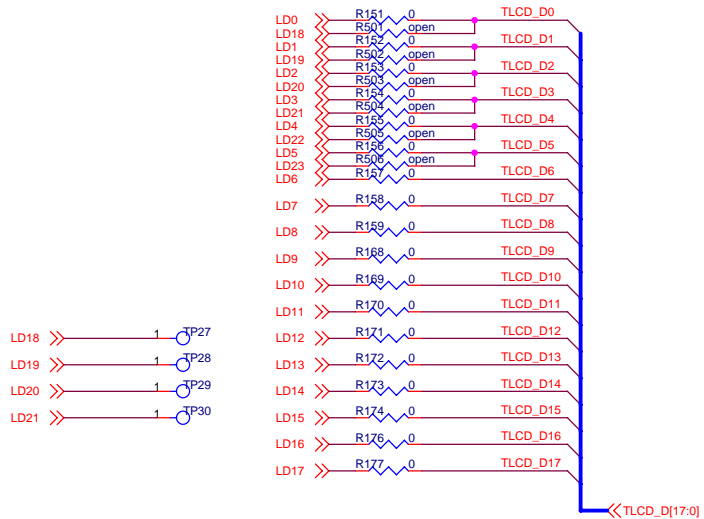 LD0 R151 0 TLCD_D0
LD18 R501 open
LD1 R152 0 TLCD_D1
LD19 R502 open
LD2 R153 0 TLCD_D2
LD20 R503 open
LD3 R154 0 TLCD_D3
LD21 R504 open
LD4 R155 0 TLCD_D4
LD22 R505 open
LD5 R156 0 TLCD_D5
LD23 R506 open
LD6 R157 0 TLCD_D6
LD7 R158 0 TLCD_D7
LD8 R159 0 TLCD_D8
LD9 R168 0 TLCD_D9
LD10 R169 0 TLCD_D10
LD11 R170 0 TLCD_D11
LD18 1 TP27
LD12 R171 0 TLCD_D12
LD19 1 TP28
LD13 R172 0 TLCD_D13
LD20 1 TP29
LD14 R173 0 TLCD_D14
LD21 1 TP30
LD15 R174 0 TLCD_D15
LD16 R176 0 TLCD_D16
LD17 R177 0 TLCD_D17
TLCD_D[17:0]